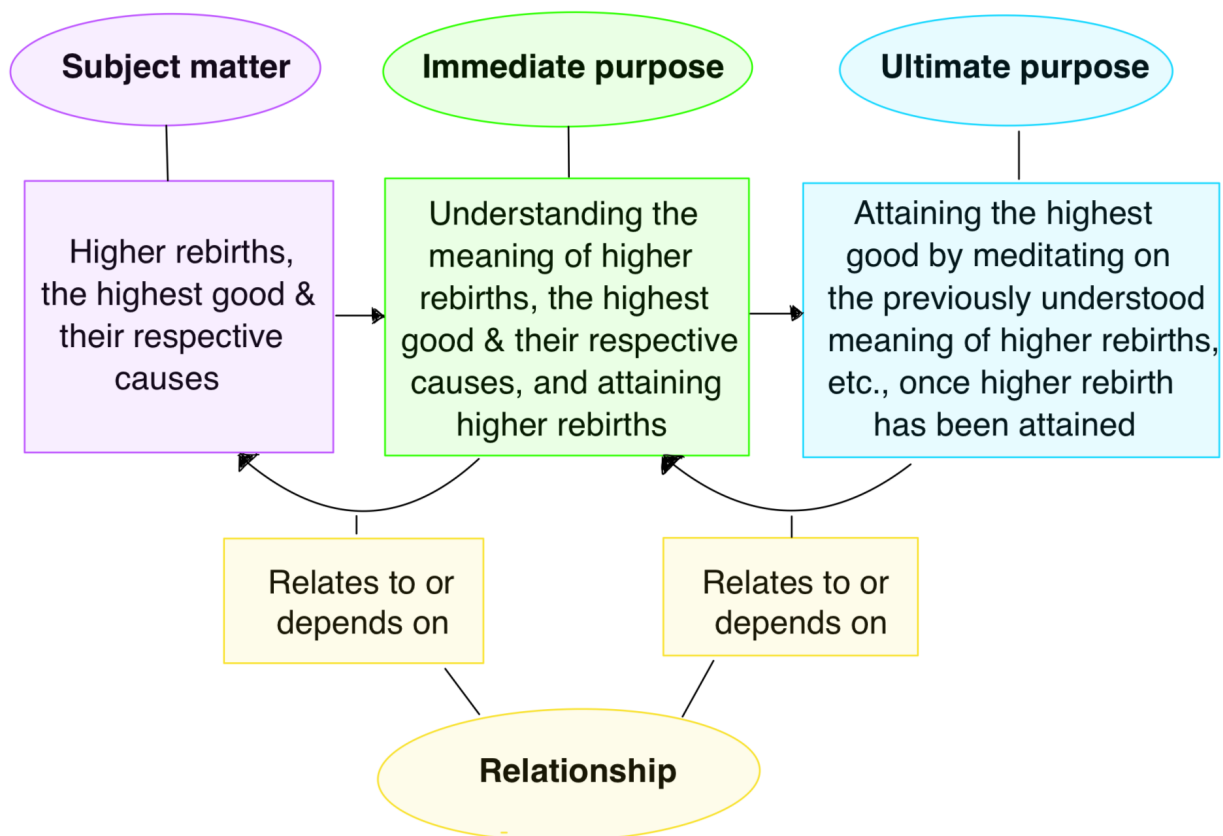 Subject matter
Immediate purpose
Ultimate purpose
Higher rebirths,
the highest good &
their respective
causes
Understanding the
meaning of higher
rebirths, the highest
good & their respective
causes, and attaining
higher rebirths
Attaining the highest
good by meditating on
the previously understood
meaning of higher rebirths,
etc., once higher rebirth
has been attained
Relates to or
depends on
Relates to or
depends on
Relationship